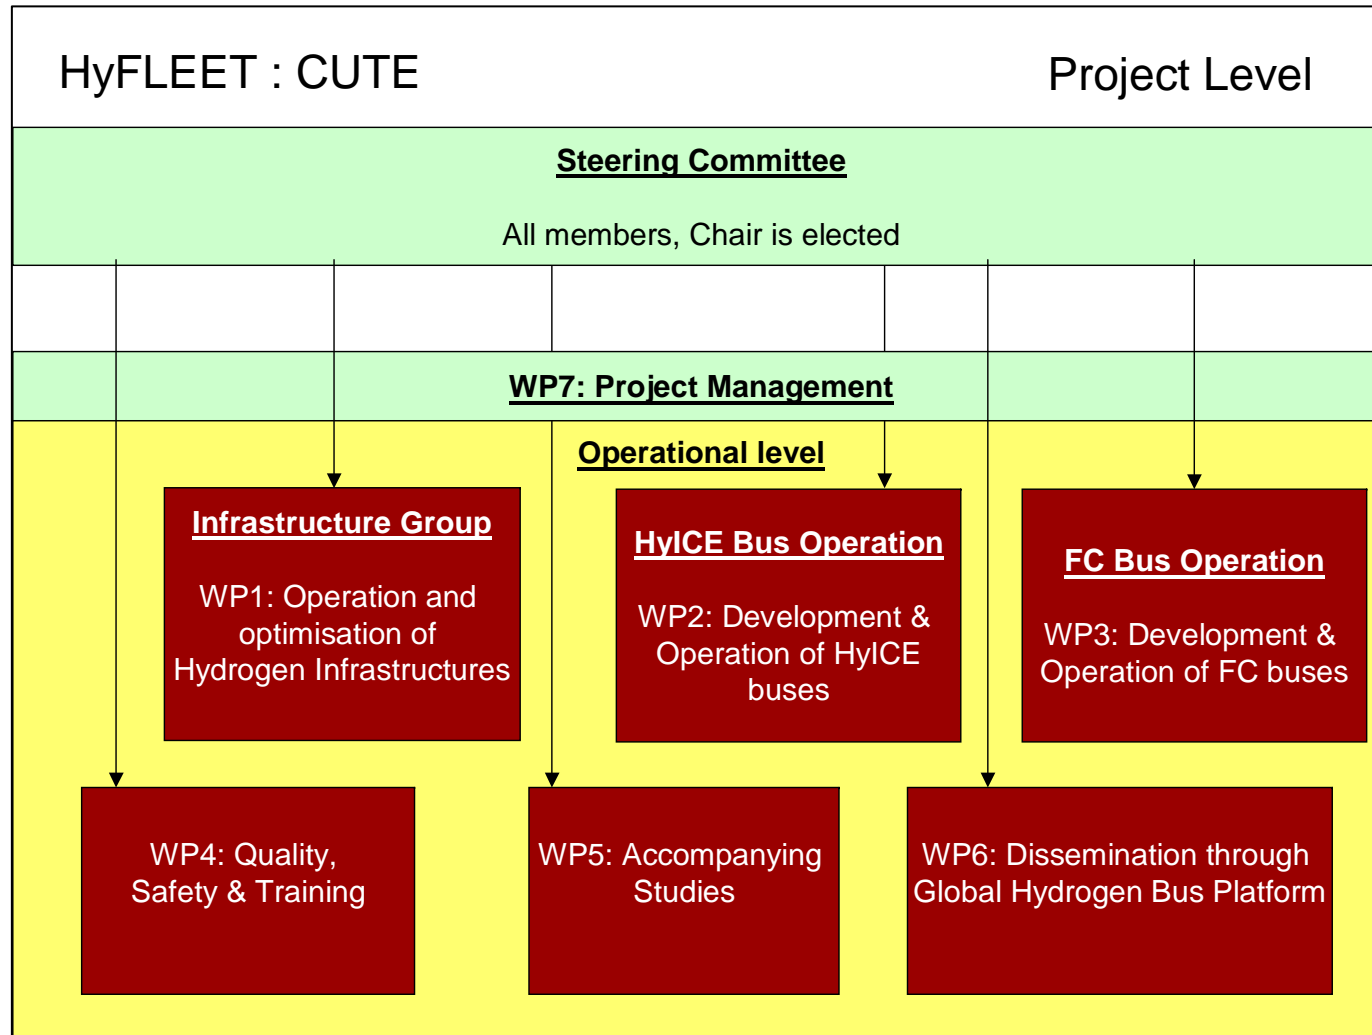 HyFLEET : CUTE
Project Level
Steering Committee
All members, Chair is elected
WP7: Project Management
Operational level
Infrastructure Group
WP1: Operation and
optimisation of
Hydrogen Infrastructures
HyICE Bus Operation
WP2: Development &
Operation of HyICE
buses
FC Bus Operation
WP3: Development &
Operation of FC buses
WP4: Quality,
Safety & Training
WP5: Accompanying
Studies
WP6: Dissemination through
Global Hydrogen Bus Platform